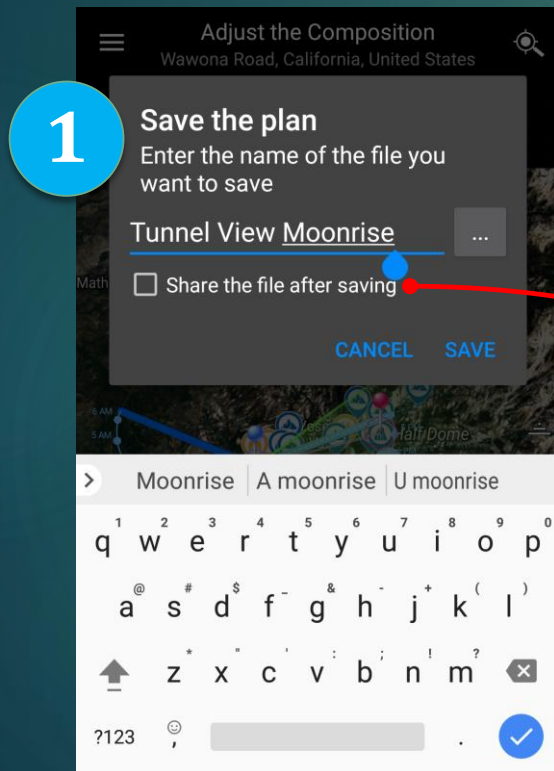 Adjust the Composition
Wawona Road, California, United States
1
Save the plan
Enter the name of the file you
want to save
Tunnel View Moonrise
...
Math
Share the file after saving
CANCEL SAVE
6 AM
5 AM
Half Dome
Moonrise A moonrise U moonrise
1 2 3 4 5 6 7 8 9 0
q w e r t y u i o p
@ # $ _ & - + ( )
a s d f g h j k l
* " ' : ; ! ?
z x c v b n m
?123 , .